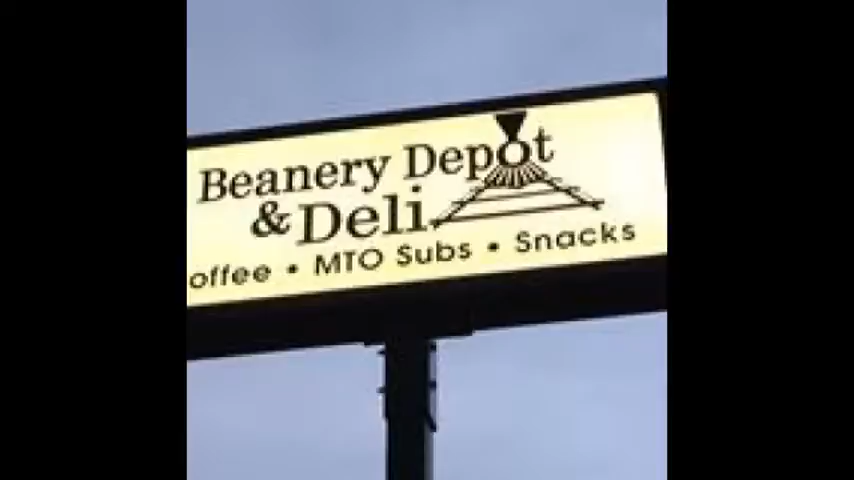 Beanery Depot
& Deli
offee • MTO Subs • Snacks